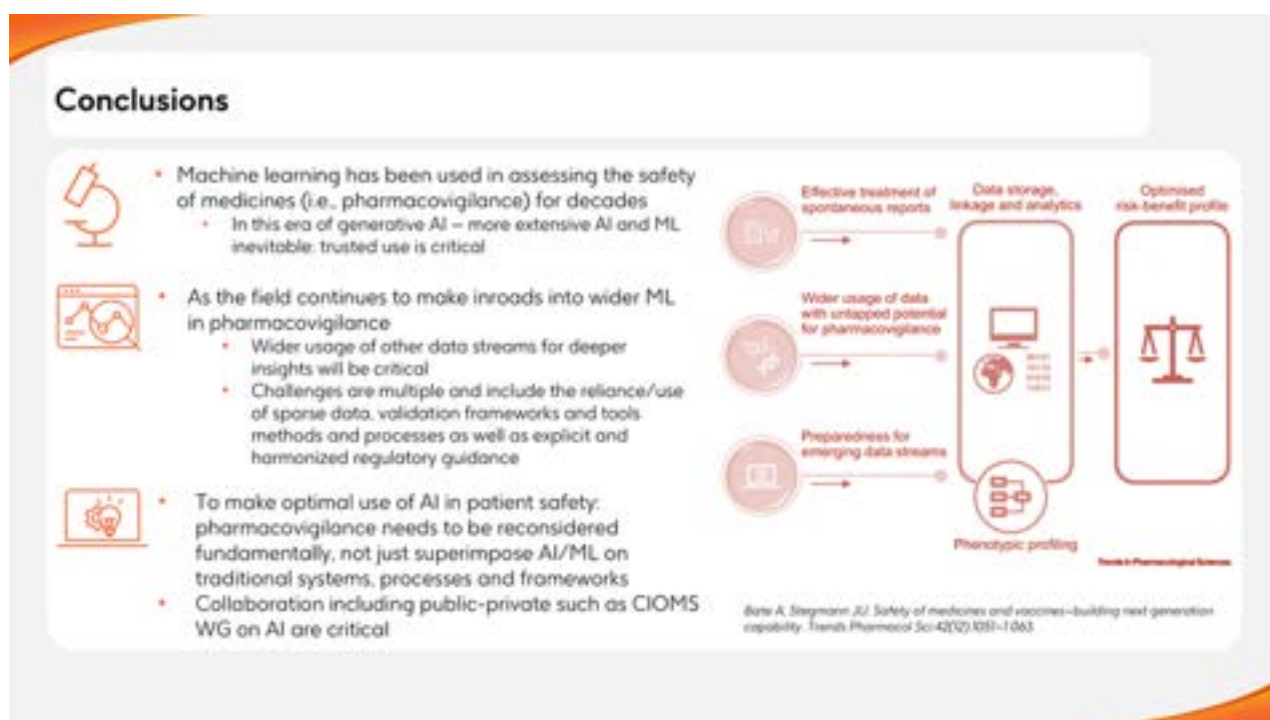 Conclusions
• Machine learning has been used in assessing the safety
of medicines (i.e., pharmacovigilance) for decades
• In this era of generative AI – more extensive AI and ML
inevitable: trusted use is critical
• As the field continues to make inroads into wider ML
in pharmacovigilance
• Wider usage of other data streams for deeper
insights will be critical
• Challenges are multiple and include the reliance/use
of sparse data, validation frameworks and tools
methods and processes as well as explicit and
harmonized regulatory guidance
• To make optimal use of AI in patient safety:
pharmacovigilance needs to be reconsidered
fundamentally, not just superimpose AI/ML on
traditional systems, processes and frameworks
• Collaboration including public-private such as CIOMS
WG on AI are critical
Effective treatment of
spontaneous reports
Wider usage of data
with untapped potential
for pharmacovigilance
Preparedness for
emerging data streams
Data storage,
linkage and analytics
Phenotypic profiling
Optimised
risk-benefit profile
Trends in Pharmacological Sciences
Bate A, Stegmann JU. Safety of medicines and vaccines–building next generation
capability. Trends Pharmacol Sci 42(12):1051–1063.